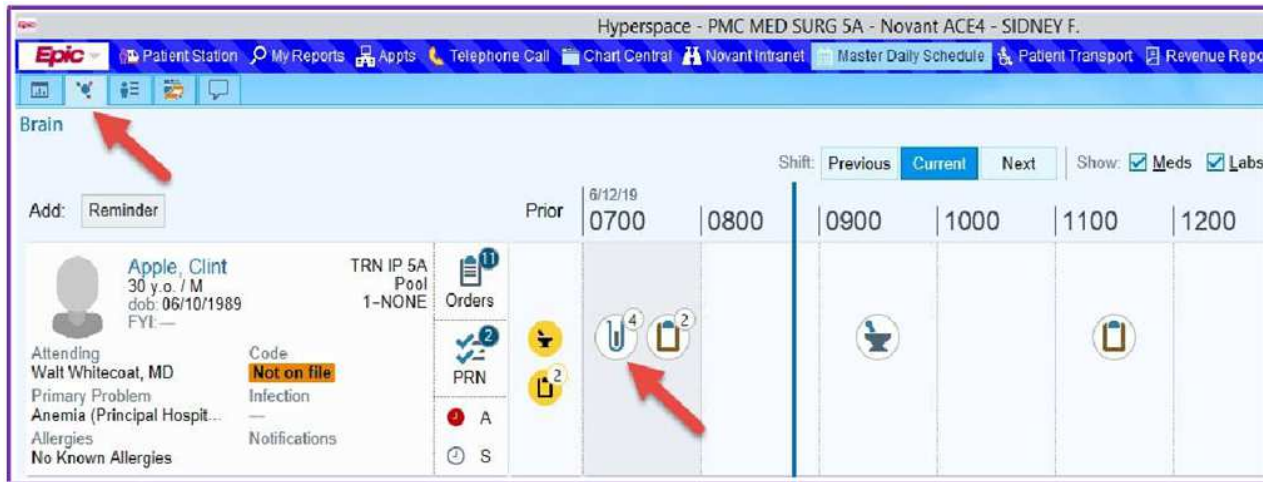 Hyperspace - PMC MED SURG 5A - Novant ACE4 - SIDNEY F.
Epic Patient Station My Reports Appts Telephone Call Chart Central Novant Intranet Master Daily Schedule Patient Transport Revenue Repo
Brain
Shift: Previous Current Next Show: Meds Labs
Add: Reminder Prior 6/12/19
0700 0800 0900 1000 1100 1200
Apple, Clint TRN IP 5A
30 y.o. / M Pool
dob: 06/10/1989 1-NONE
FYI: —
11
Orders
4 2
Attending Code
Walt Whitecoat, MD Not on file
2
PRN
2
Primary Problem Infection
Anemia (Principal Hospit... —
A
Allergies Notifications
No Known Allergies
S